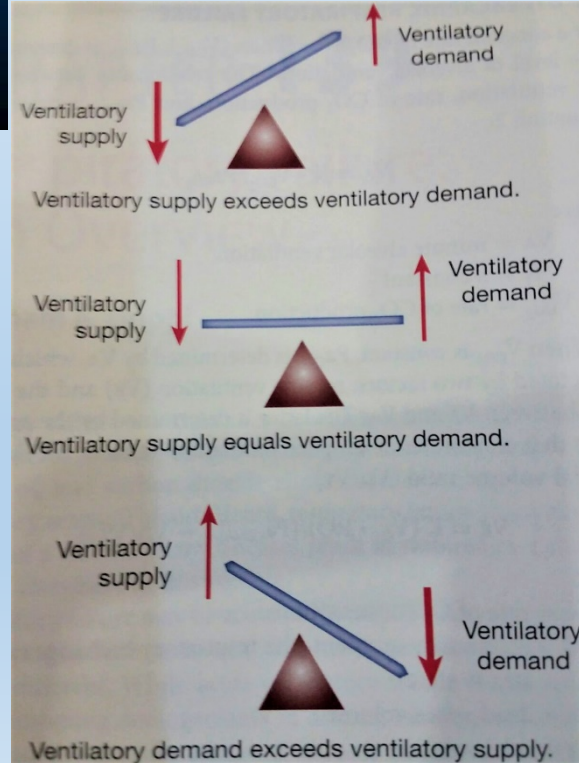 Ventilatory
demand
Ventilatory
supply
Ventilatory supply exceeds ventilatory demand.
Ventilatory
demand
Ventilatory
supply
Ventilatory supply equals ventilatory demand.
Ventilatory
supply
Ventilatory
demand
Ventilatory demand exceeds ventilatory supply.